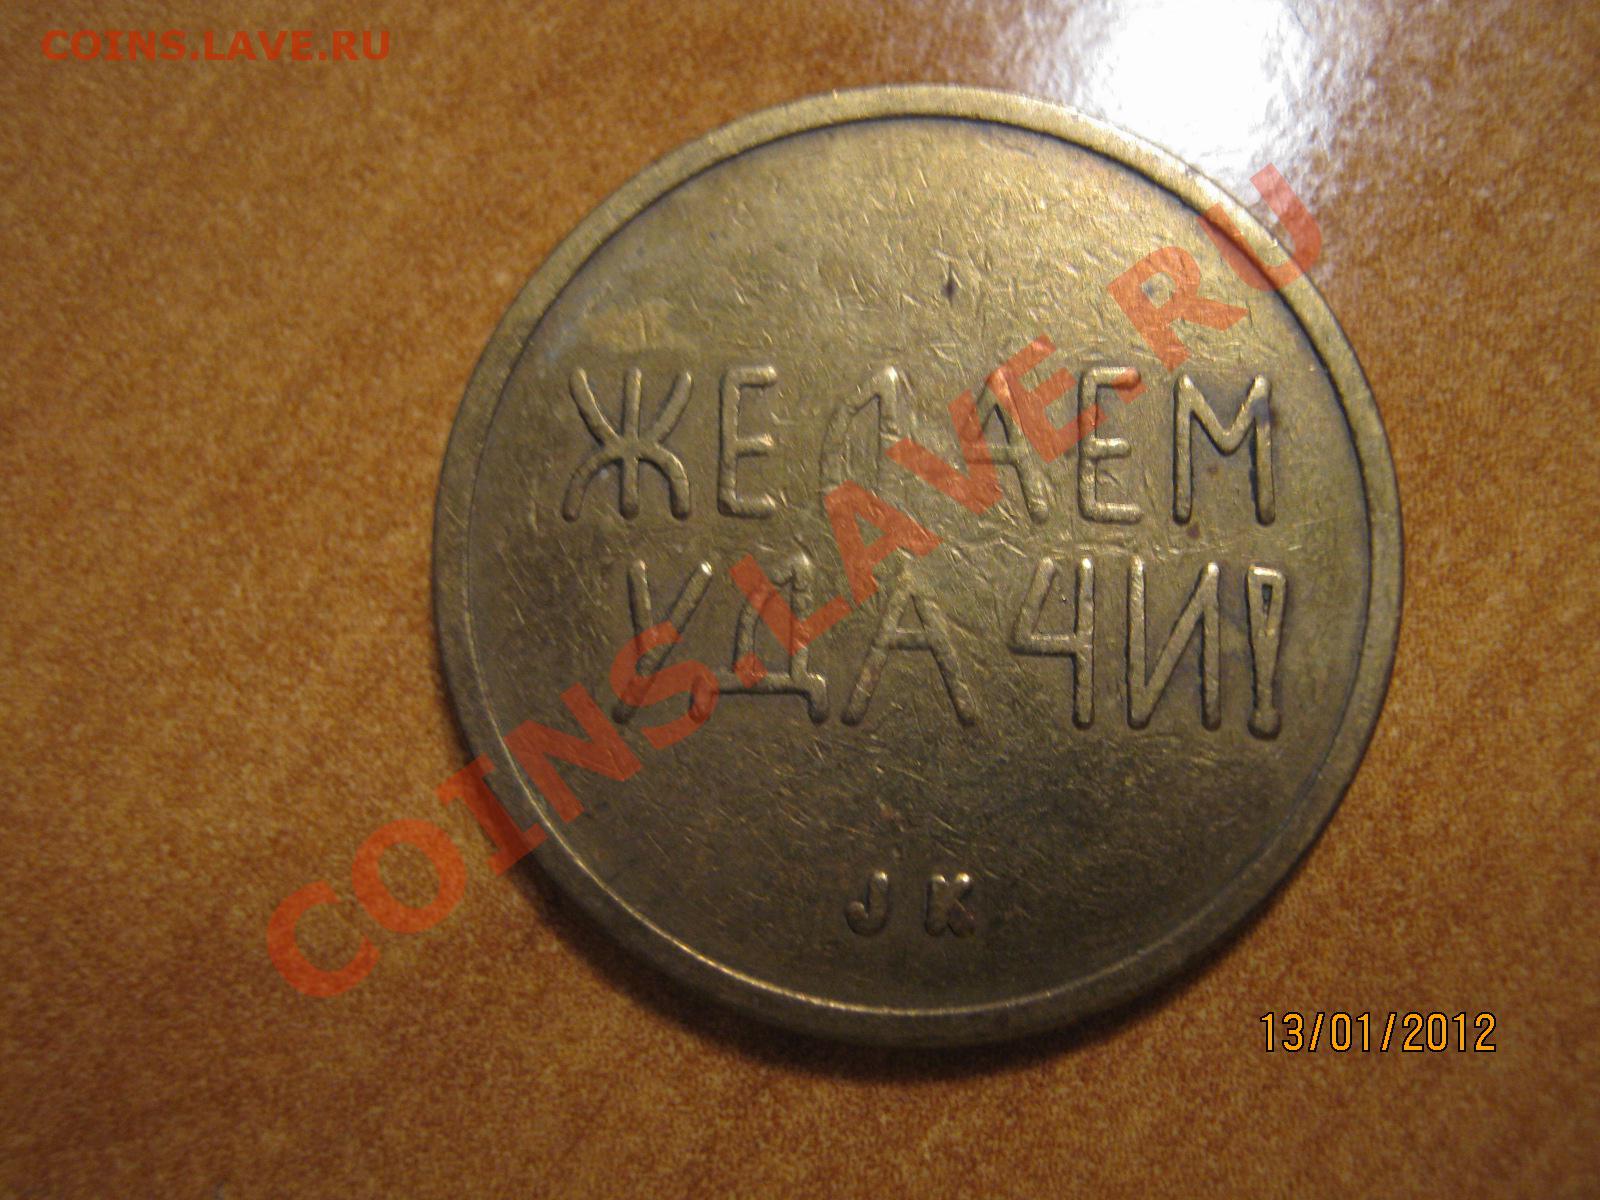 COINS.LAVE.RU
ЖЕЛАЕМ
УДАЧИ!
JK
COINS.LAVE.RU
13/01/2012